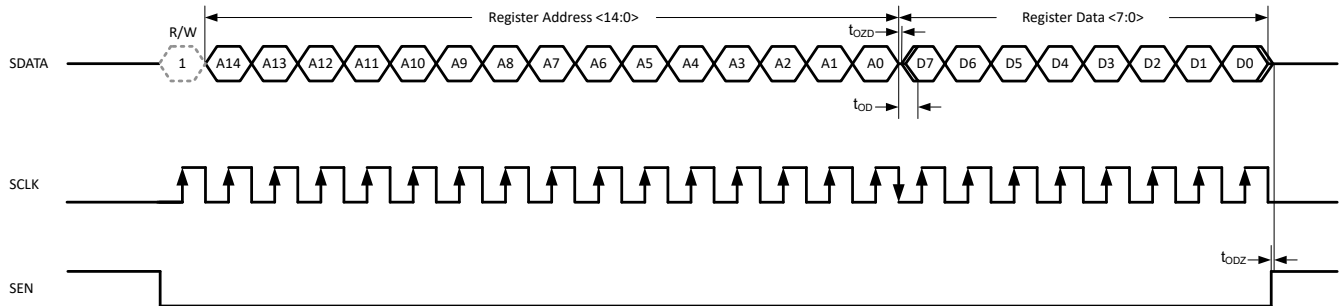 Register Address <14:0>
Register Data <7:0>
R/W
tOZD
SDATA
1 A14 A13 A12 A11 A10 A9 A8 A7 A6 A5 A4 A3 A2 A1 A0 D7 D6 D5 D4 D3 D2 D1 D0
tOD
SCLK
tODZ
SEN